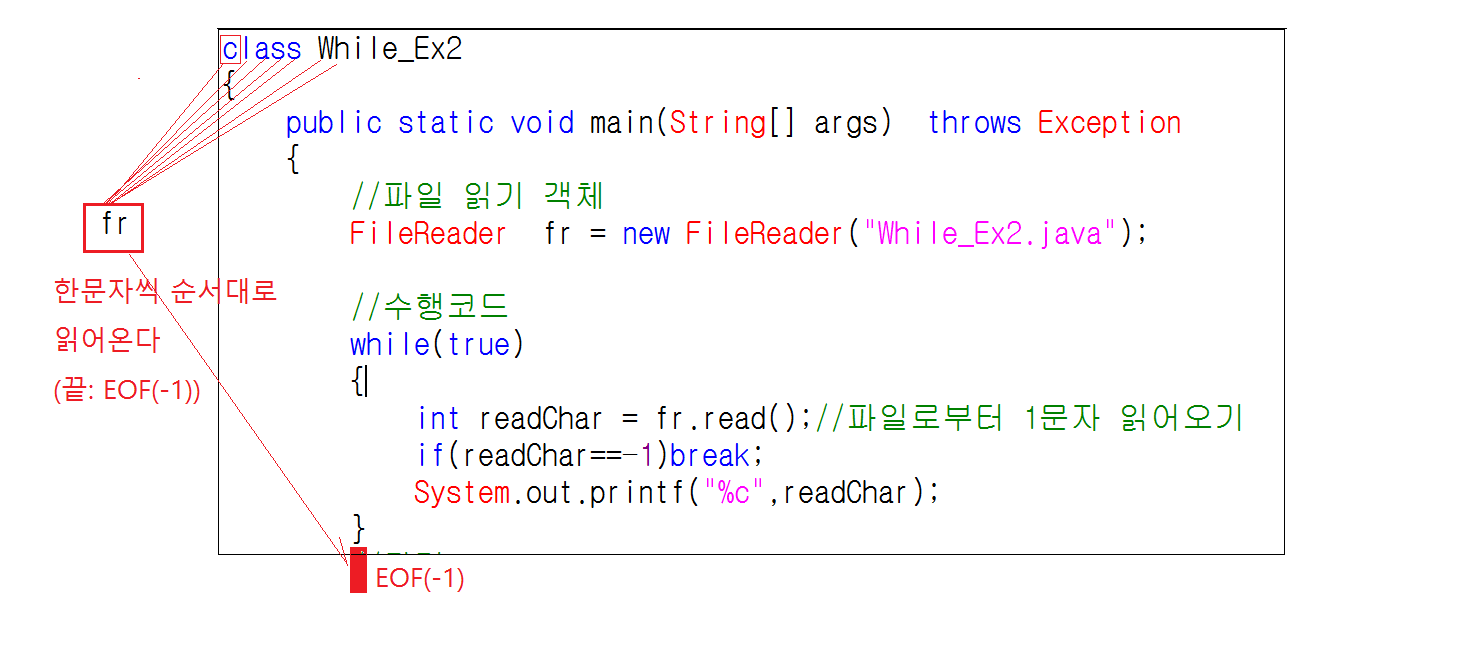 class While_Ex2
{
public static void main(String[] args) throws Exception
{
//파일 읽기 객체
FileReader fr = new FileReader("While_Ex2.java");
//수행코드
while(true)
{
int readChar = fr.read();//파일로부터 1문자 읽어오기
if(readChar==-1)break;
System.out.printf("%c",readChar);
}
fr
한문자씩 순서대로
읽어온다
(끝: EOF(-1))
EOF(-1)